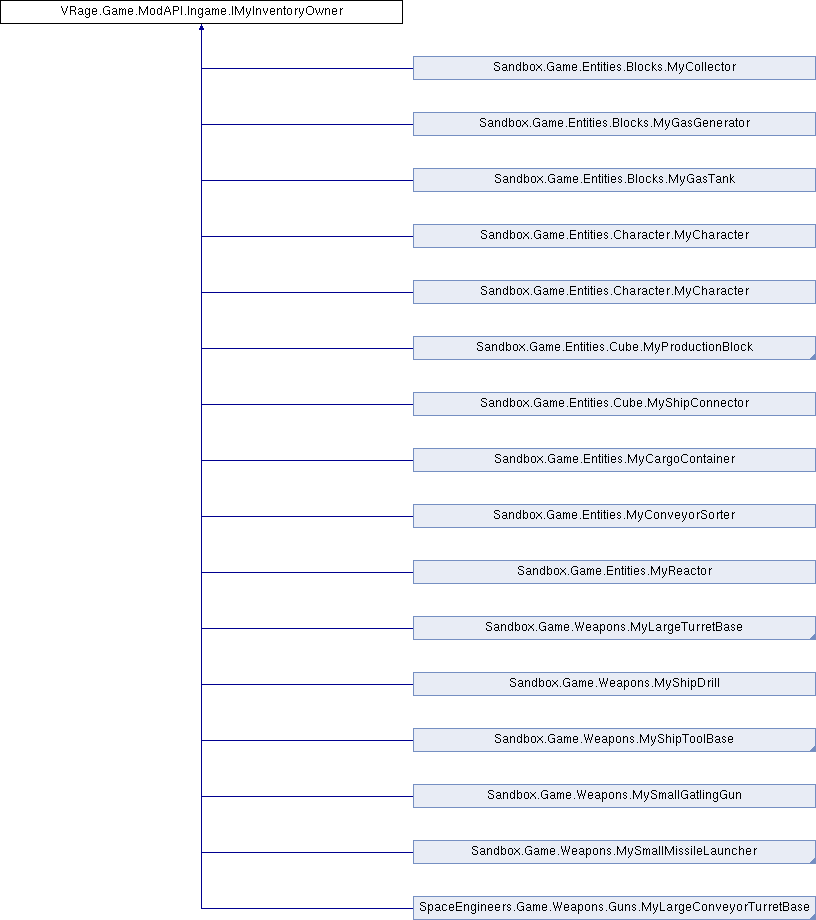 VRage.Game.ModAPI.Ingame.IMyInventoryOwner
Sandbox.Game.Entities.Blocks.MyCollector
Sandbox.Game.Entities.Blocks.MyGasGenerator
Sandbox.Game.Entities.Blocks.MyGasTank
Sandbox.Game.Entities.Character.MyCharacter
Sandbox.Game.Entities.Character.MyCharacter
Sandbox.Game.Entities.Cube.MyProductionBlock
Sandbox.Game.Entities.Cube.MyShipConnector
Sandbox.Game.Entities.MyCargoContainer
Sandbox.Game.Entities.MyConveyorSorter
Sandbox.Game.Entities.MyReactor
Sandbox.Game.Weapons.MyLargeTurretBase
Sandbox.Game.Weapons.MyShipDrill
Sandbox.Game.Weapons.MyShipToolBase
Sandbox.Game.Weapons.MySmallGatlingGun
Sandbox.Game.Weapons.MySmallMissileLauncher
SpaceEngineers.Game.Weapons.Guns.MyLargeConveyorTurretBase